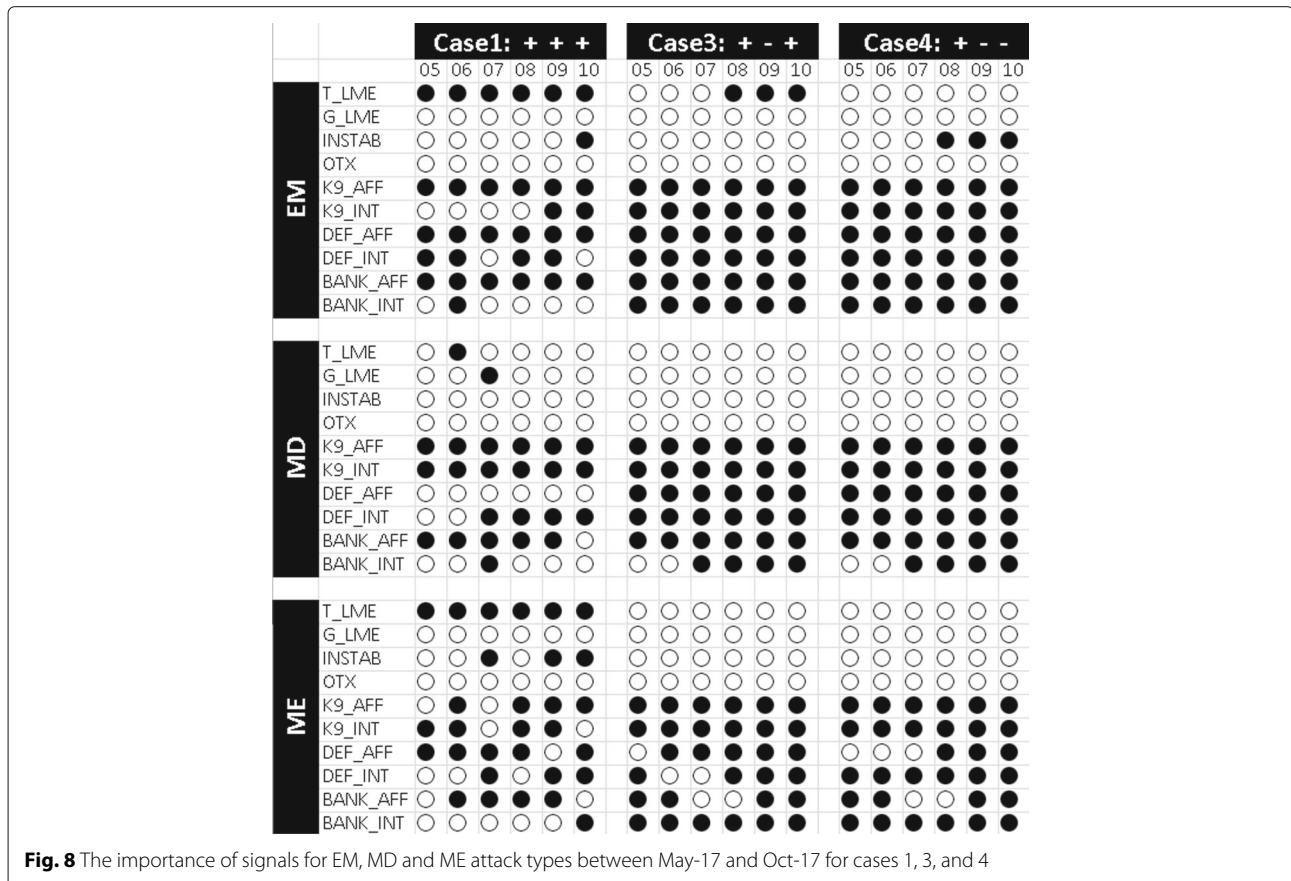 Case1: + + + Case3: + - + Case4: + - -
05 06 07 08 09 10 05 06 07 08 09 10 05 06 07 08 09 10
EM
T_LME
G_LME
INSTAB
OTX
K9_AFF
K9_INT
DEF_AFF
DEF_INT
BANK_AFF
BANK_INT
MD
T_LME
G_LME
INSTAB
OTX
K9_AFF
K9_INT
DEF_AFF
DEF_INT
BANK_AFF
BANK_INT
ME
T_LME
G_LME
INSTAB
OTX
K9_AFF
K9_INT
DEF_AFF
DEF_INT
BANK_AFF
BANK_INT
Fig. 8 The importance of signals for EM, MD and ME attack types between May-17 and Oct-17 for cases 1, 3, and 4